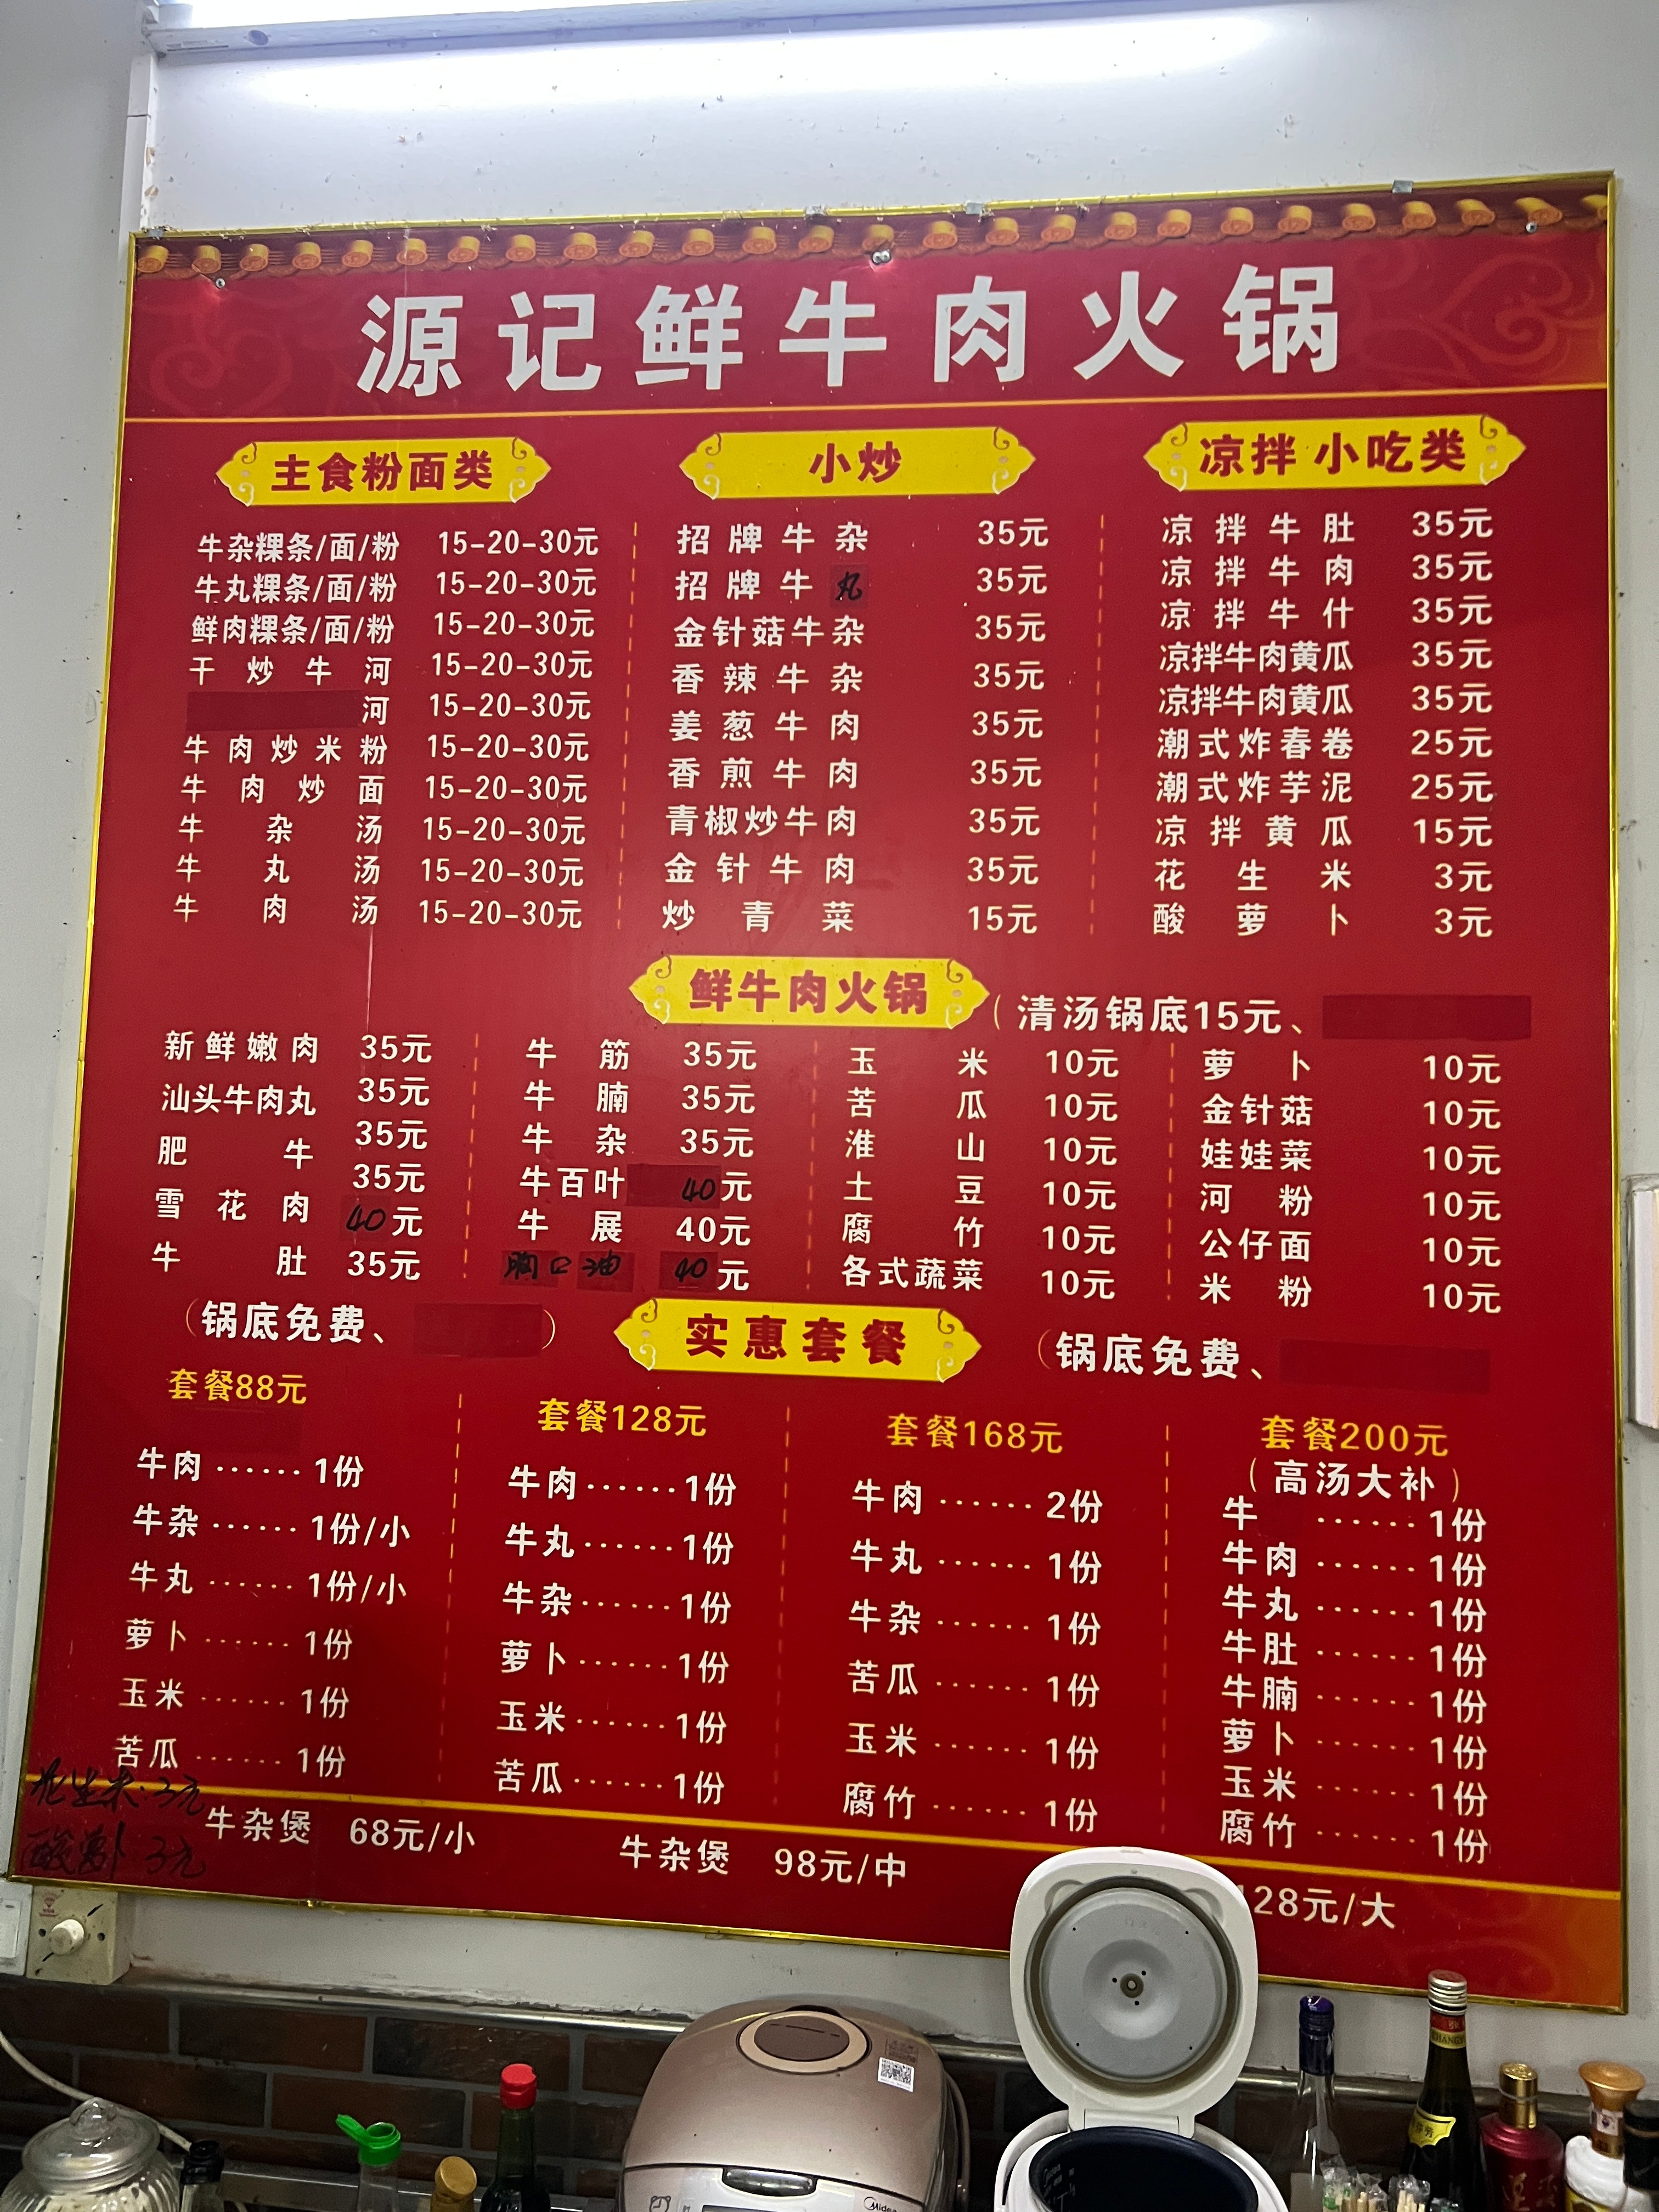 源记鲜牛肉火锅
主食粉面类
牛杂粿条/面/粉 15-20-30元
牛丸粿条/面/粉 15-20-30元
鲜肉粿条/面/粉 15-20-30元
干炒牛河 15-20-30元
河 15-20-30元
牛肉炒米粉 15-20-30元
牛肉炒面 15-20-30元
牛杂汤 15-20-30元
牛丸汤 15-20-30元
牛肉汤 15-20-30元
小炒
招牌牛杂 35元
招牌牛丸 35元
金针菇牛杂 35元
香辣牛杂 35元
姜葱牛肉 35元
香煎牛肉 35元
青椒炒牛肉 35元
金针牛肉 35元
炒青菜 15元
凉拌 小吃类
凉拌牛肚 35元
凉拌牛肉 35元
凉拌牛什 35元
凉拌牛肉黄瓜 35元
凉拌牛肉黄瓜 35元
潮式炸春卷 25元
潮式炸芋泥 25元
凉拌黄瓜 15元
花生米 3元
酸萝卜 3元
鲜牛肉火锅
(清汤锅底15元、
新鲜嫩肉 35元
汕头牛肉丸 35元
35元
肥牛 35元
雪花肉 40元
牛肚 35元
牛筋 35元
牛腩 35元
牛杂 35元
牛百叶 40元
牛展 40元
胸口油 40元
玉米 10元
苦瓜 10元
淮山 10元
土豆 10元
腐竹 10元
各式蔬菜 10元
萝卜 10元
金针菇 10元
娃娃菜 10元
河粉 10元
公仔面 10元
米粉 10元
(锅底免费、 )
实惠套餐
(锅底免费、
套餐88元
牛肉……1份
牛杂……1份/小
牛丸……1份/小
萝卜……1份
玉米……1份
苦瓜……1份
套餐128元
牛肉……1份
牛丸……1份
牛杂……1份
萝卜……1份
玉米……1份
苦瓜……1份
套餐168元
牛肉……2份
牛丸……1份
牛杂……1份
苦瓜……1份
玉米……1份
腐竹……1份
套餐200元
(高汤大补)
牛……1份
牛肉……1份
牛丸……1份
牛肚……1份
牛腩……1份
萝卜……1份
玉米……1份
腐竹……1份
花生米·3元
酸萝卜 3元
牛杂煲 68元/小
牛杂煲 98元/中
128元/大
Midea